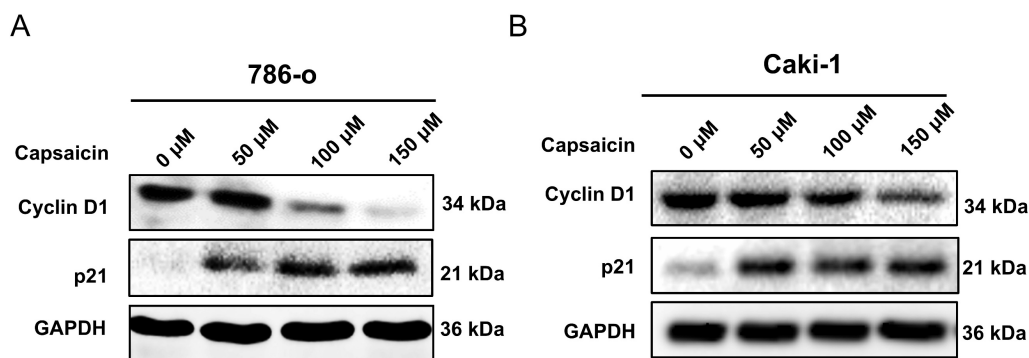 A
786-o
Capsaicin 0 µM 50 µM 100 µM 150 µM
Cyclin D1 34 kDa
p21 21 kDa
GAPDH 36 kDa
B
Caki-1
Capsaicin 0 µM 50 µM 100 µM 150 µM
Cyclin D1 34 kDa
p21 21 kDa
GAPDH 36 kDa